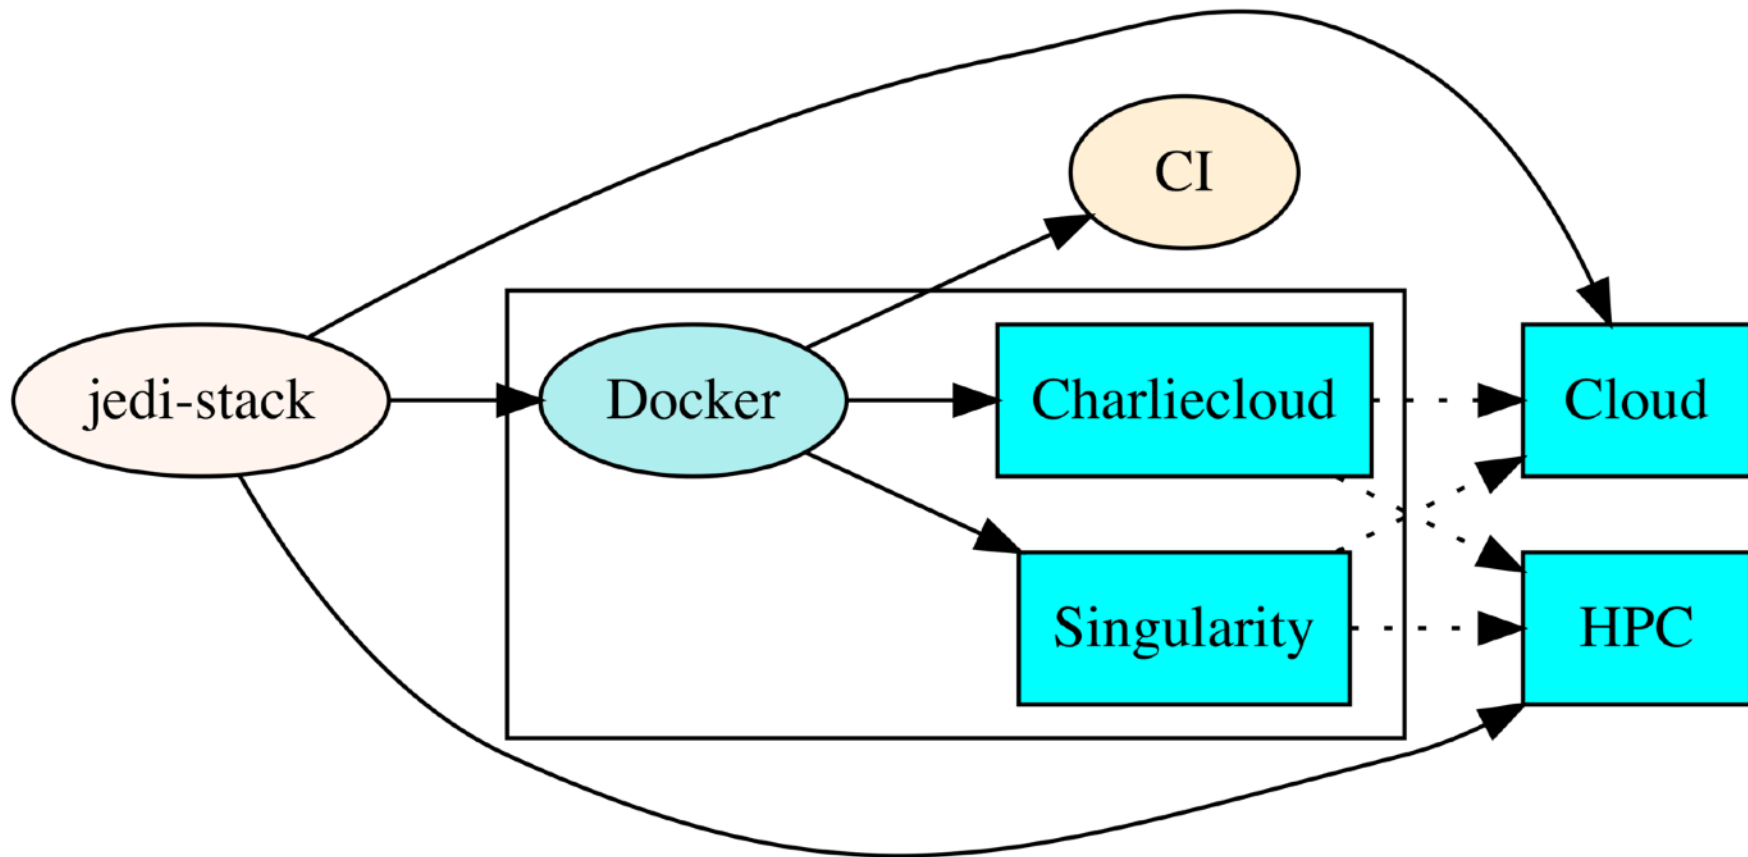 CI
jedi-stack
Docker
Charliecloud
Cloud
Singularity
HPC